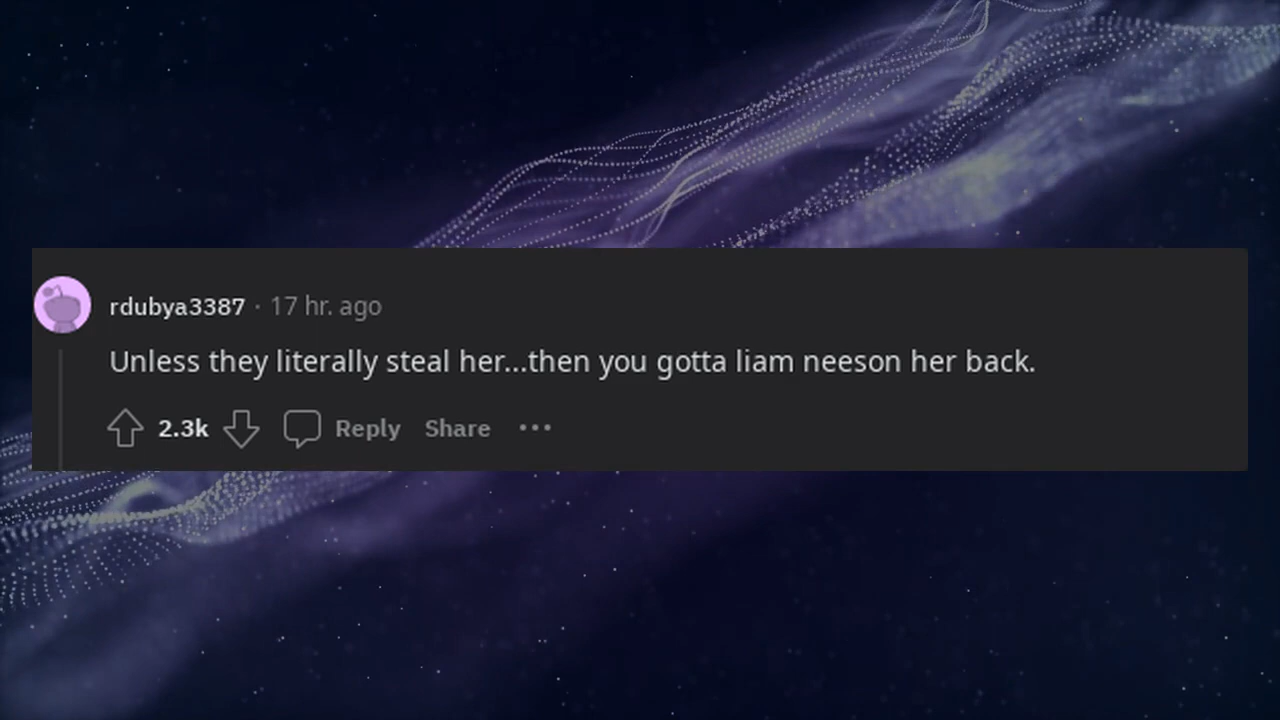 rdubya3387 · 17 hr. ago
Unless they literally steal her...then you gotta liam neeson her back.
2.3k Reply Share